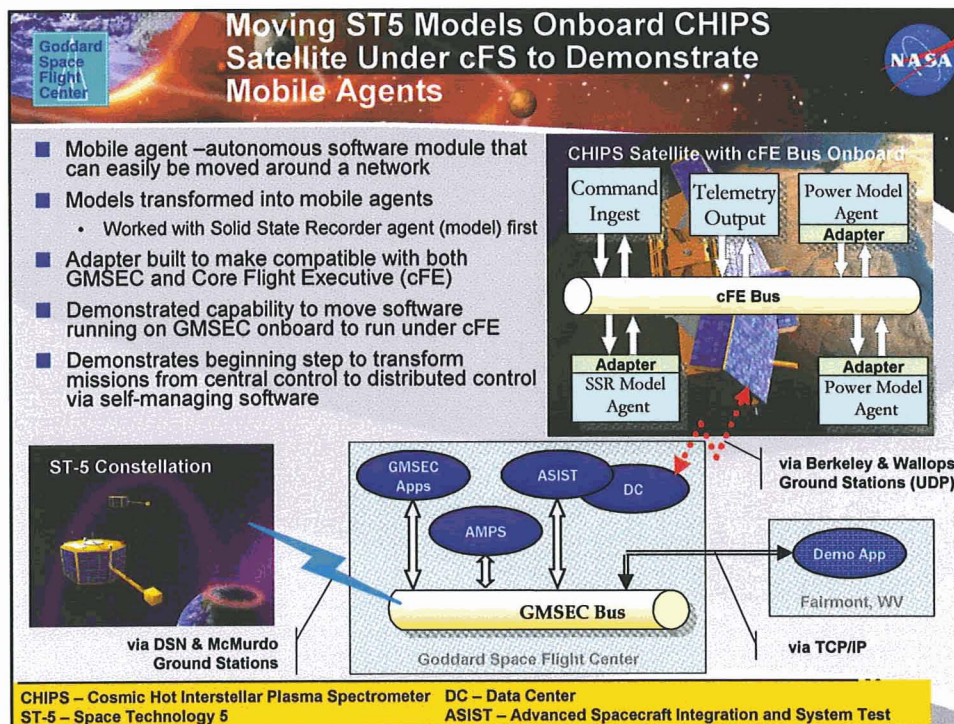 Goddard
Space
Flight
Center
Moving ST5 Models Onboard CHIPS
Satellite Under cFS to Demonstrate
Mobile Agents
NASA
Mobile agent –autonomous software module that
can easily be moved around a network
Models transformed into mobile agents
• Worked with Solid State Recorder agent (model) first
Adapter built to make compatible with both
GMSEC and Core Flight Executive (cFE)
Demonstrated capability to move software
running on GMSEC onboard to run under cFE
Demonstrates beginning step to transform
missions from central control to distributed control
via self-managing software
CHIPS Satellite with cFE Bus Onboard
Command
Ingest
Telemetry
Output
Power Model
Agent
Adapter
cFE Bus
Adapter
SSR Model
Agent
Adapter
Power Model
Agent
ST-5 Constellation
GMSEC
Apps
ASIST
DC
AMPS
via Berkeley & Wallops
Ground Stations (UDP)
Demo App
Fairmont, WV
GMSEC Bus
Goddard Space Flight Center
via DSN & McMurdo
Ground Stations
via TCP/IP
CHIPS – Cosmic Hot Interstellar Plasma Spectrometer
DC – Data Center
ST-5 – Space Technology 5
ASIST – Advanced Spacecraft Integration and System Test